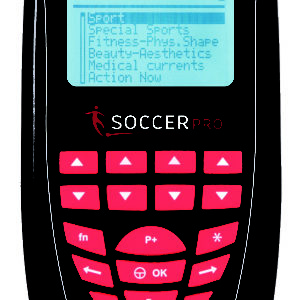 Sport
Special Sports
Fitness-Phys.Shape
Beauty-Aesthetics
Medical currents
Action Now
SOCCER PRO
fn P+ *
OK